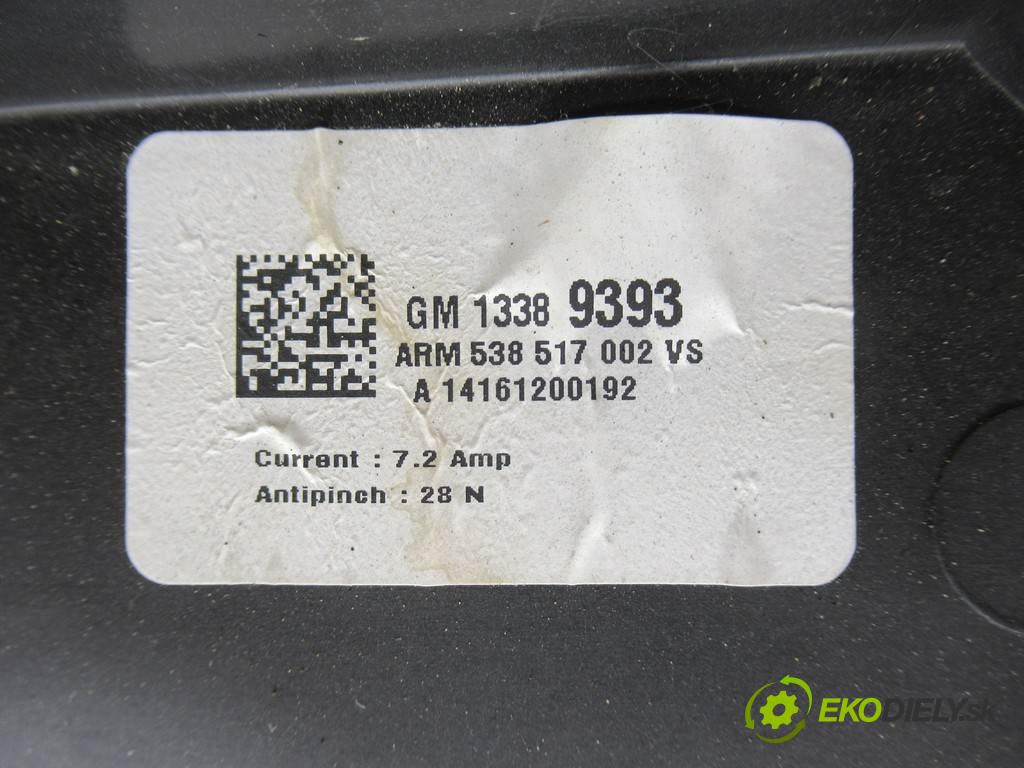 GM 1338 9393
ARM 538 517 002 VS
A 14161200192
Current : 7.2 Amp
Antipinch : 28 N
EKODIELY.sk